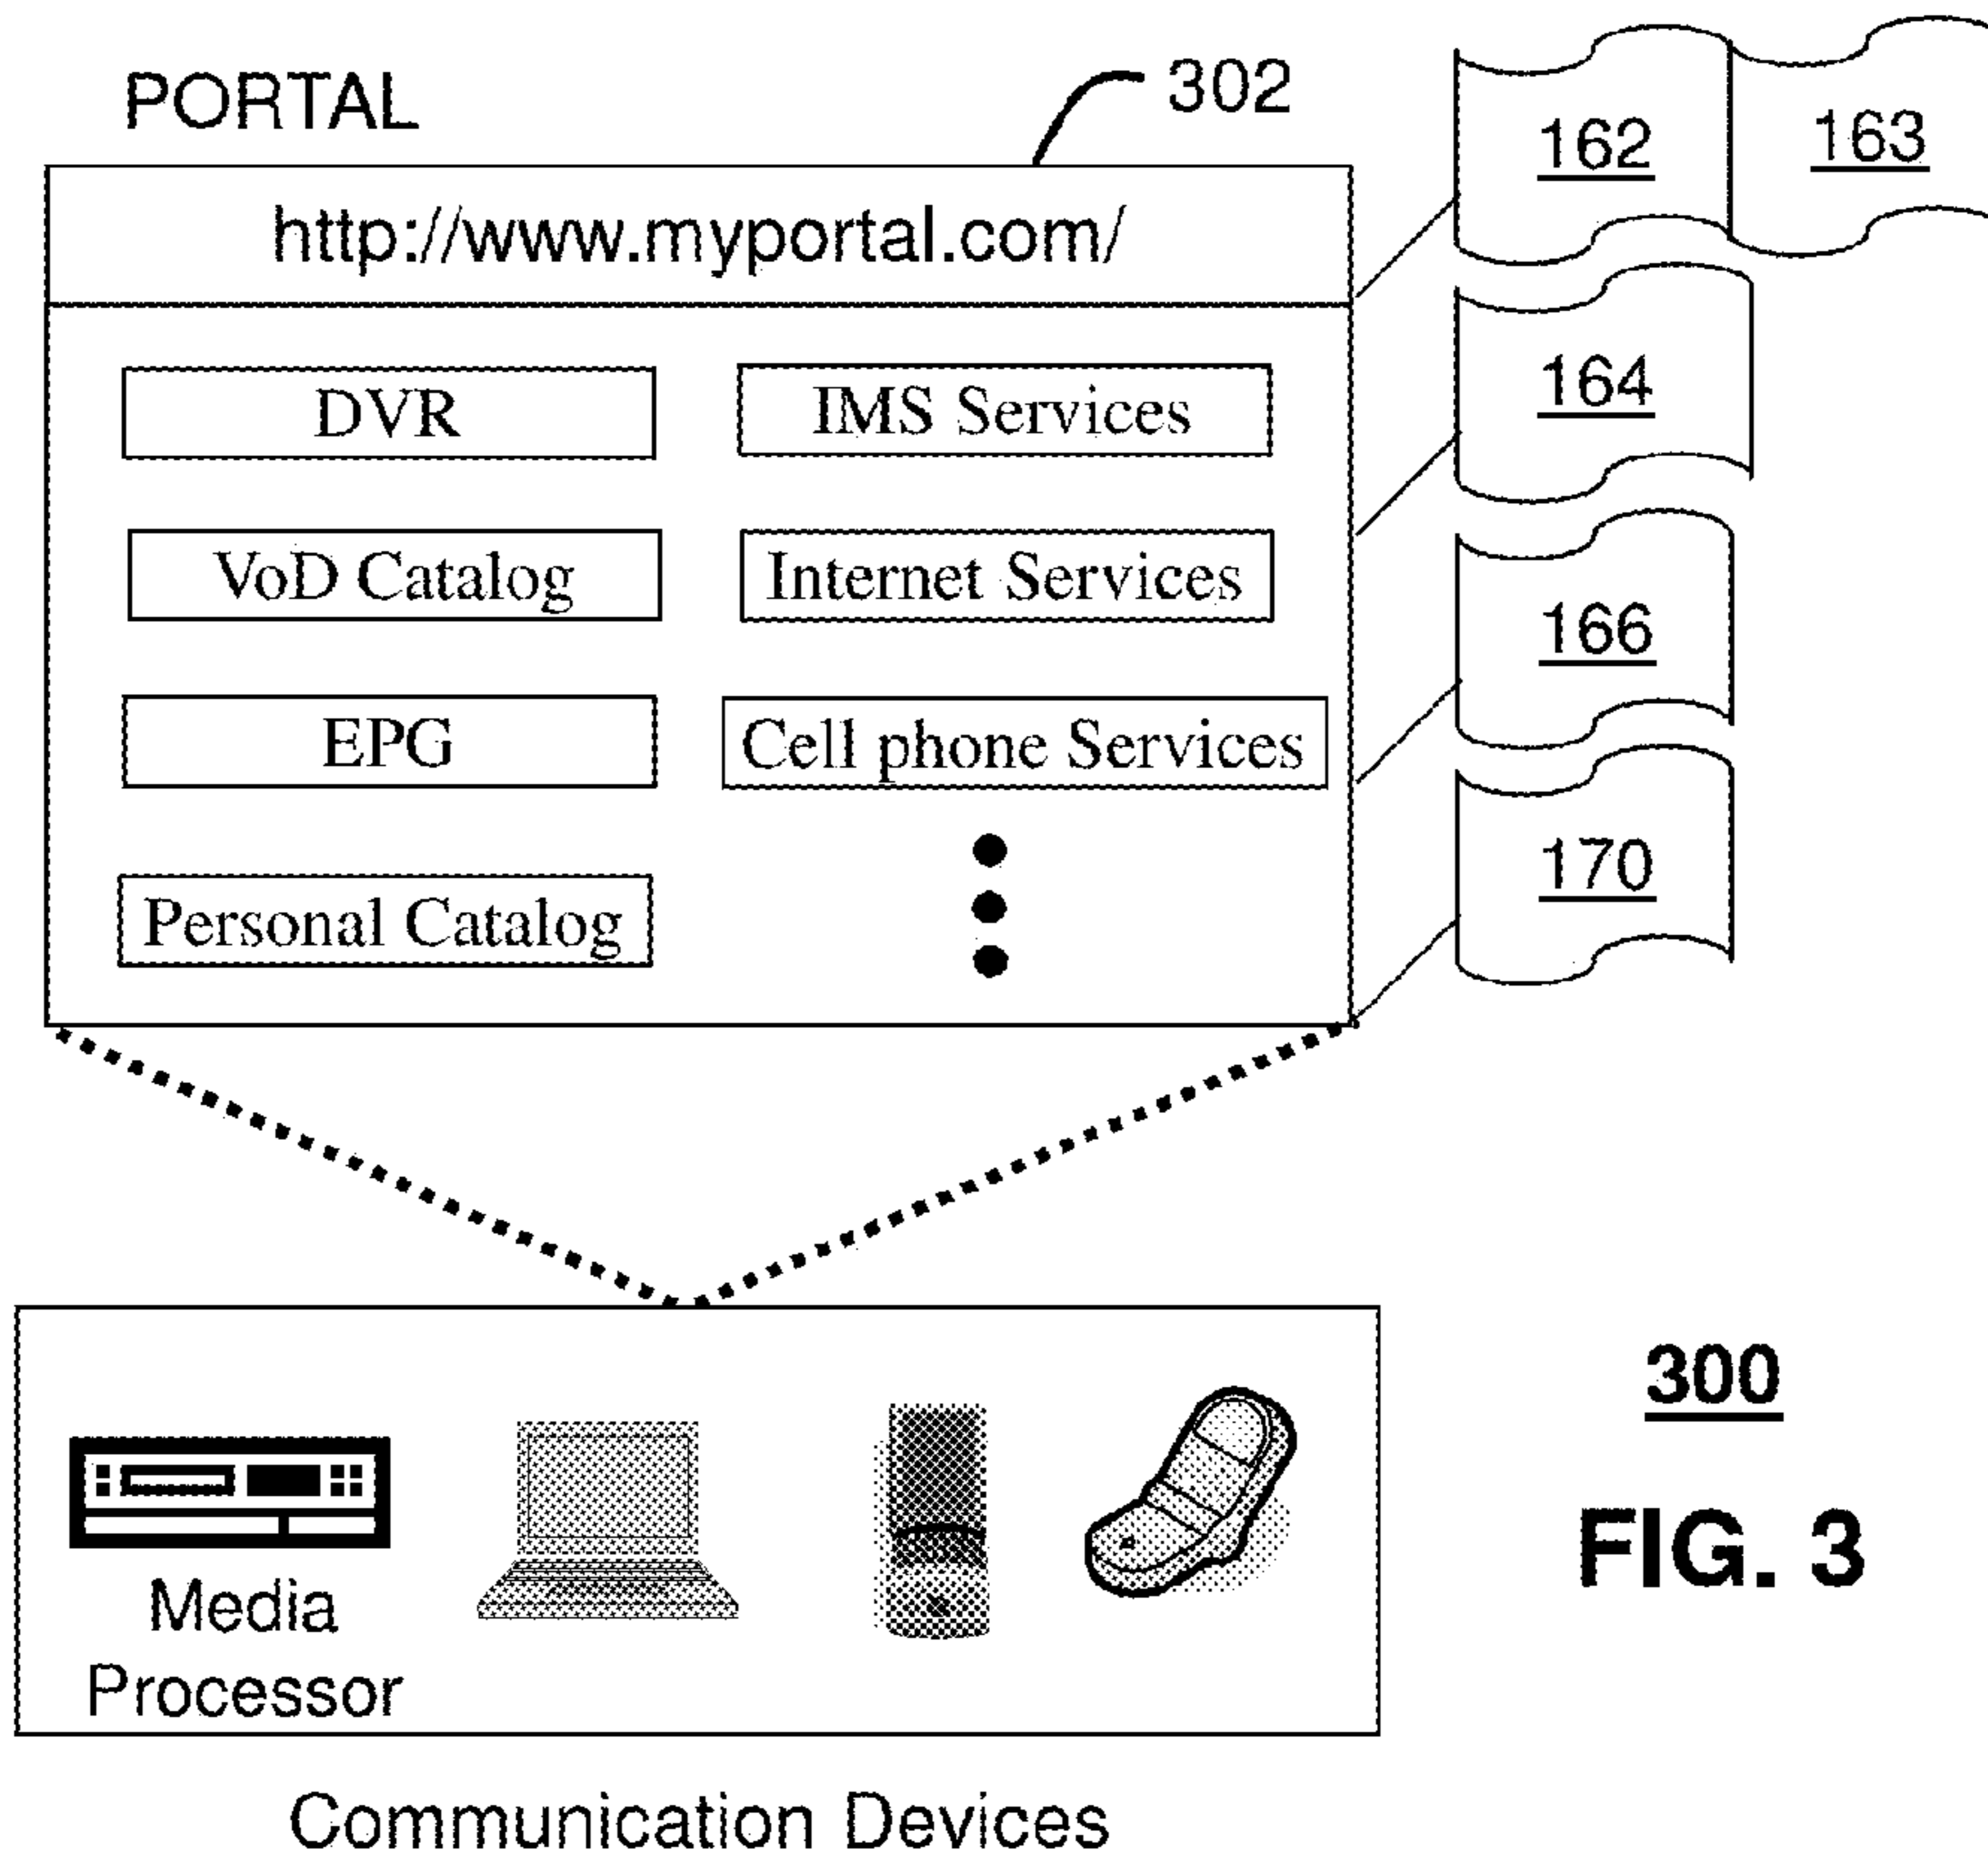 PORTAL
302
http://www.myportal.com/
162
163
164
166
170
DVR
IMS Services
VoD Catalog
Internet Services
EPG
Cell phone Services
Personal Catalog
Media
Processor
Communication Devices
300
FIG. 3